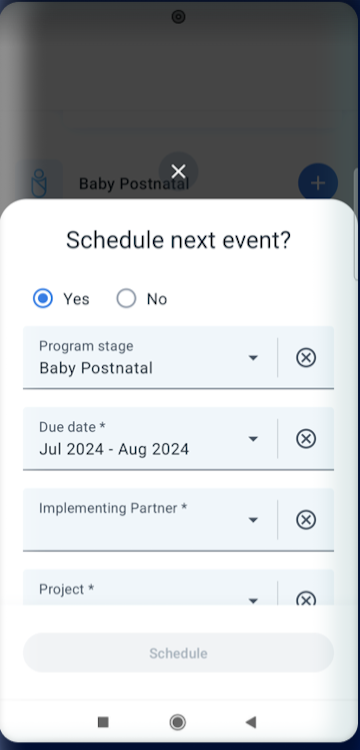 Baby Postnatal
Schedule next event?
Yes
No
Program stage
Baby Postnatal
Due date *
Jul 2024 - Aug 2024
Implementing Partner *
Project *
Schedule